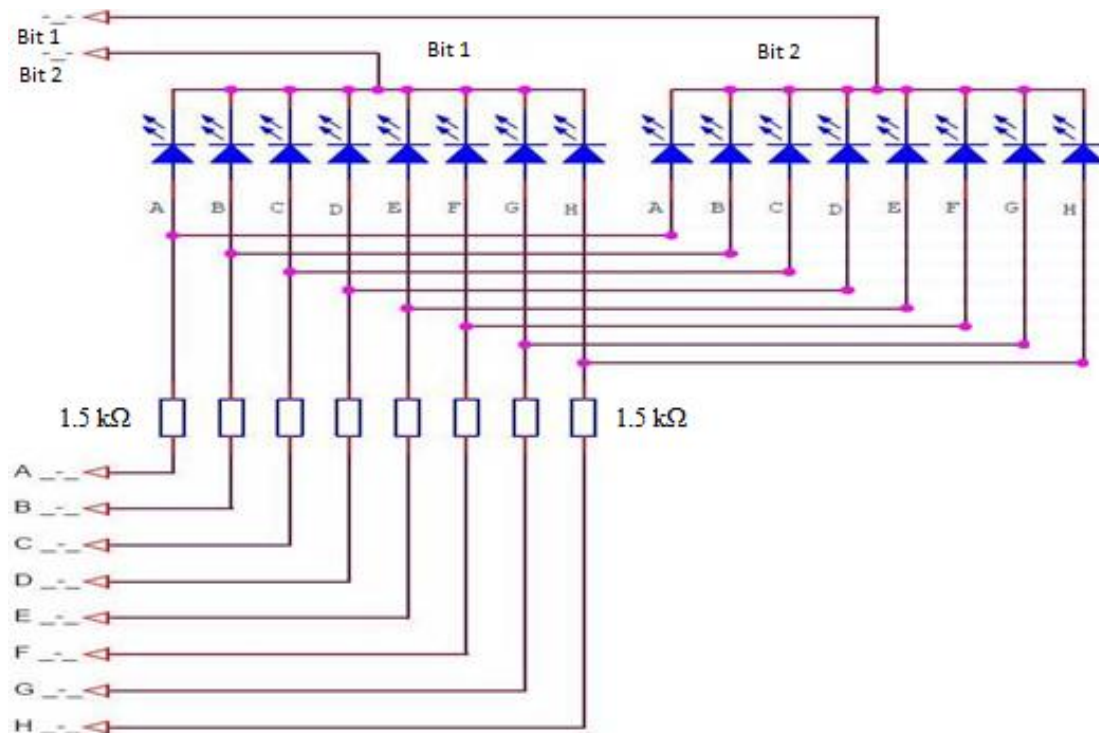 Bit 1
Bit 2
Bit 1
Bit 2
A B C D E F G H
A B C D E F G H
1.5 kΩ
1.5 kΩ
A _-_
B _-_
C _-_
D _-_
E _-_
F _-_
G _-_
H _-_